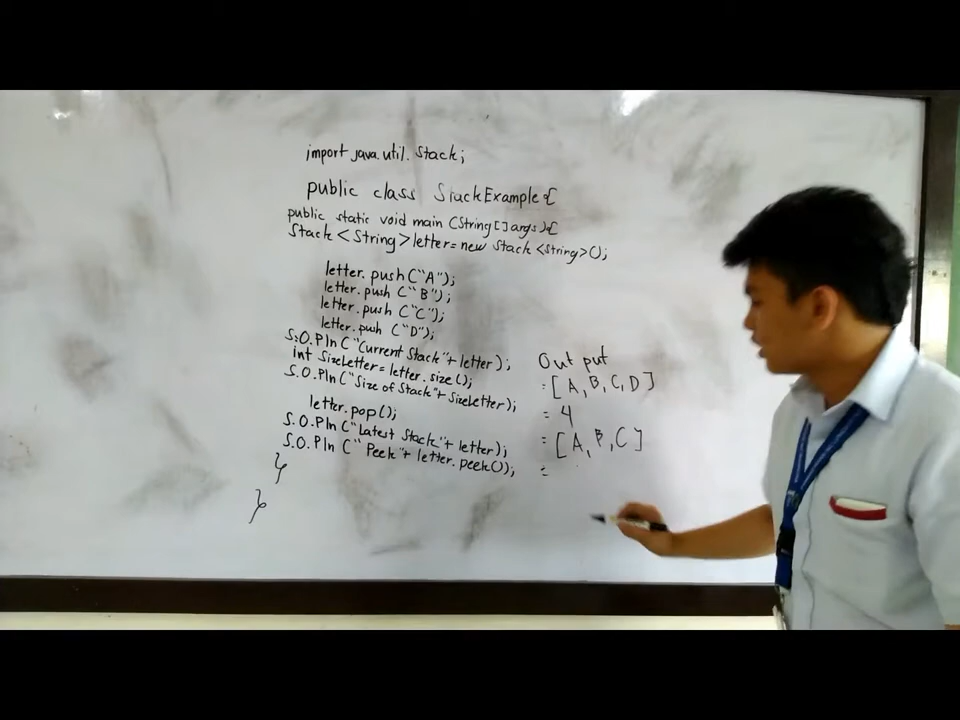 import java.util.Stack;
public class StackExample{
public static void main (String[]args){
Stack<String>letter=new Stack<String>();
letter.push("A");
letter.push ("B");
letter.push ("C");
letter.push ("D");
S.O.Pln("Current Stack"+ letter);
int SizeLetter=letter.size();
S.O.Pln("Size of Stack"+ SizeLetter);
letter.pop();
S.O.Pln("Latest Stack"+ letter);
S.O.Pln ("Peek"+ letter.peek());
}
}
Out put
=[A,B,C,D]
= 4
=[A,B,C]
=